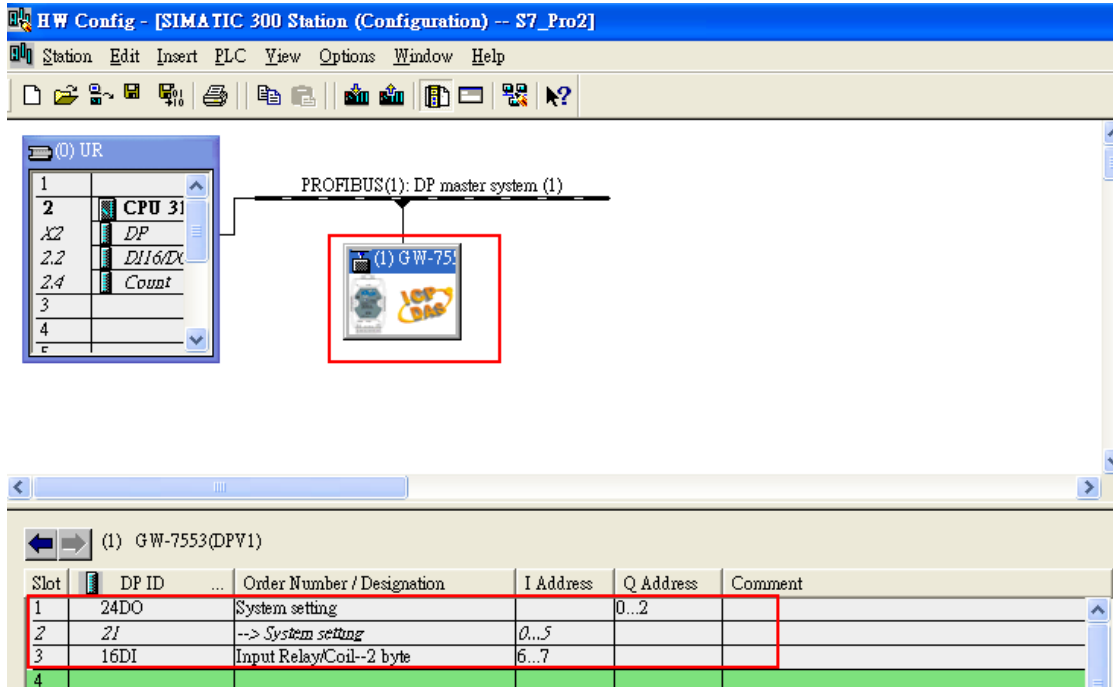 HW Config - [SIMATIC 300 Station (Configuration) -- S7_Pro2]
Station Edit Insert PLC View Options Window Help
(0) UR
1
2 CPU 31
X2 DP
2.2 DI16/DO
2.4 Count
3
4
5
PROFIBUS(1): DP master system (1)
(1) GW-755
ICP DAS
(1) GW-7553(DPV1)
Slot DP ID ... Order Number / Designation I Address Q Address Comment
1 24DO System setting 0...2
2 2I --> System setting 0...5
3 16DI Input Relay/Coil--2 byte 6...7
4